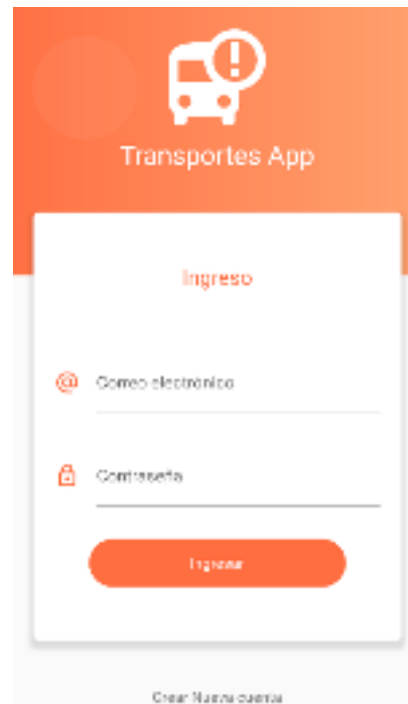 Transportes App
Ingreso
Correo electrónico
Contraseña
Ingresar
Crear Nueva cuenta